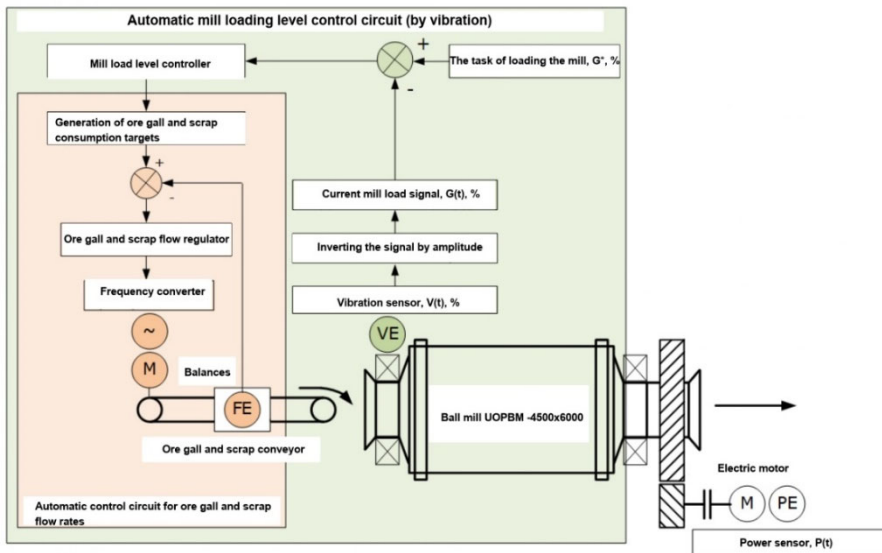 Automatic mill loading level control circuit (by vibration)
Mill load level controller
+
-
The task of loading the mill, G*, %
Generation of ore gall and scrap
consumption targets
+
-
Current mill load signal, G(t), %
Ore gall and scrap flow regulator
Inverting the signal by amplitude
Frequency converter
Vibration sensor, V(t), %
~
VE
M
Balances
FE
Ball mill UOPBM -4500x6000
Ore gall and scrap conveyor
Electric motor
M
PE
Automatic control circuit for ore gall and scrap
flow rates
Power sensor, P(t)